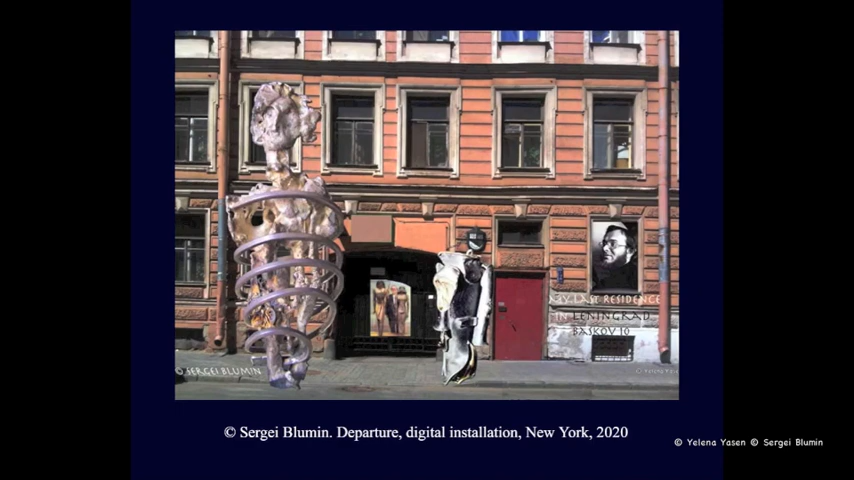 MY LAST RESIDENCE
IN LENINGRAD
BASKOV 10
© SERGEI BLUMIN
© Yelena
© Sergei Blumin. Departure, digital installation, New York, 2020
© Yelena Yasen © Sergei Blumin